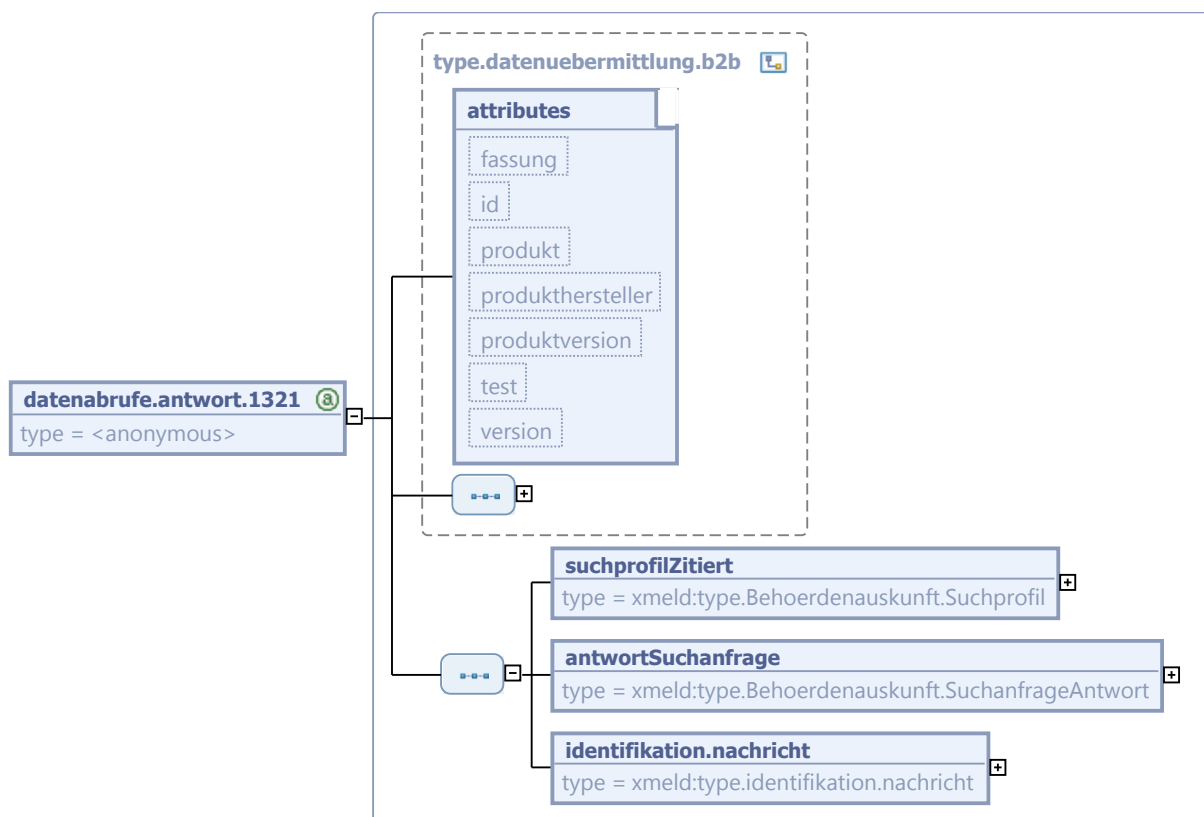 type.datenuebermittlung.b2b
attributes
fassung
id
produkt
produkthersteller
produktversion
test
version
datenabrufe.antwort.1321 @
type = <anonymous>
suchprofilZitiert
type = xmeld:type.Behoerdenauskunft.Suchprofil
antwortSuchanfrage
type = xmeld:type.Behoerdenauskunft.SuchanfrageAntwort
identifikation.nachricht
type = xmeld:type.identifikation.nachricht